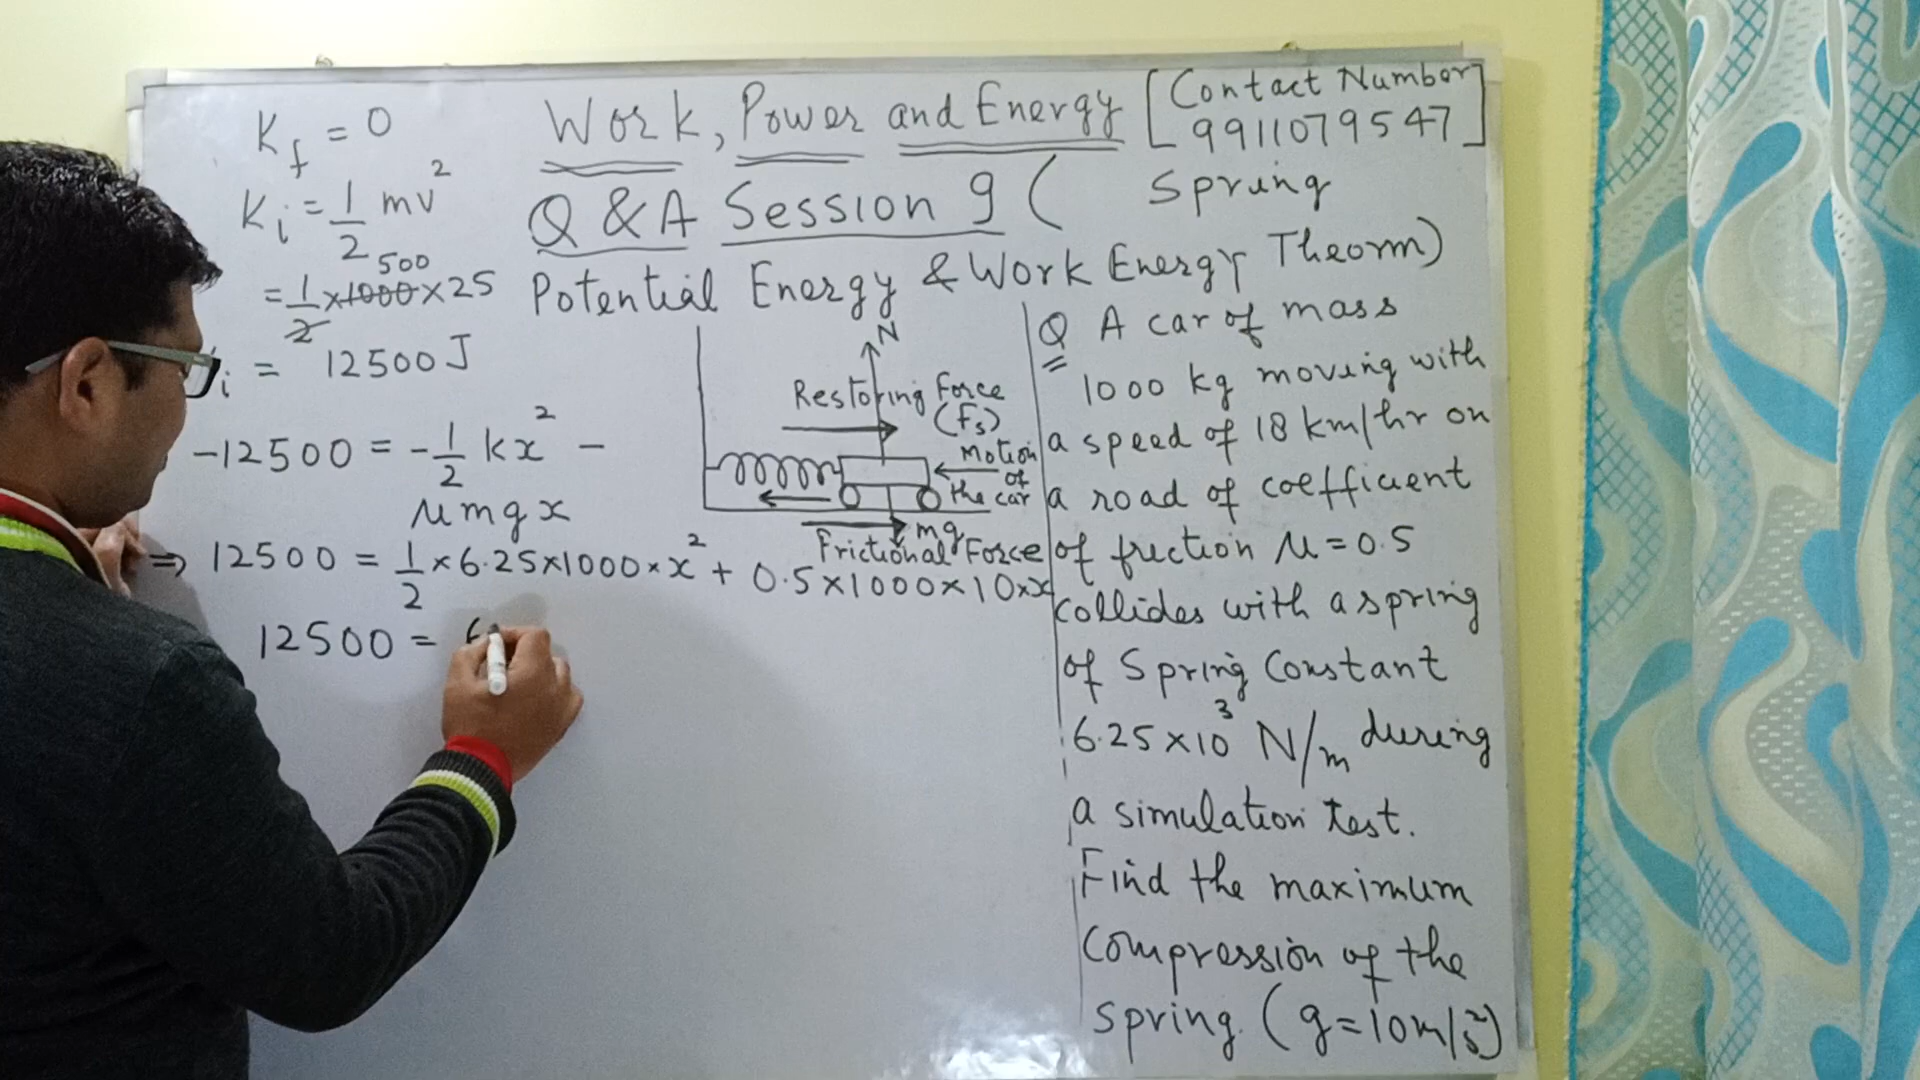 K_f = 0
K_i = 1/2 mv²
500
= 1/2 × 1000 × 25
i = 12500 J
-12500 = -1/2 kx² -
μmgx
⇒ 12500 = 1/2 × 6.25×1000 × x² + 0.5×1000×10×x
12500 =
Work, Power and Energy
Q & A Session 9 ( Spring
Potential Energy & Work Energy Theorm)
[Contact Number
9911079547]
N
Restoring Force
(Fs)
Motion
of
the car
mg
Frictional Force
Q A car of mass
1000 kg moving with
a speed of 18 km/hr on
a road of coefficient
of friction μ = 0.5
collides with a spring
of Spring Constant
6.25×10³ N/m during
a simulation test.
Find the maximum
compression of the
spring. (g=10m/s²)